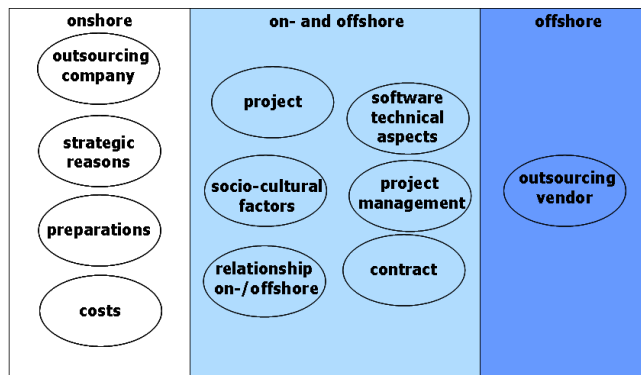 onshore
on- and offshore
offshore
outsourcing
company
strategic
reasons
preparations
costs
project
software
technical
aspects
socio-cultural
factors
project
management
relationship
on-/offshore
contract
outsourcing
vendor